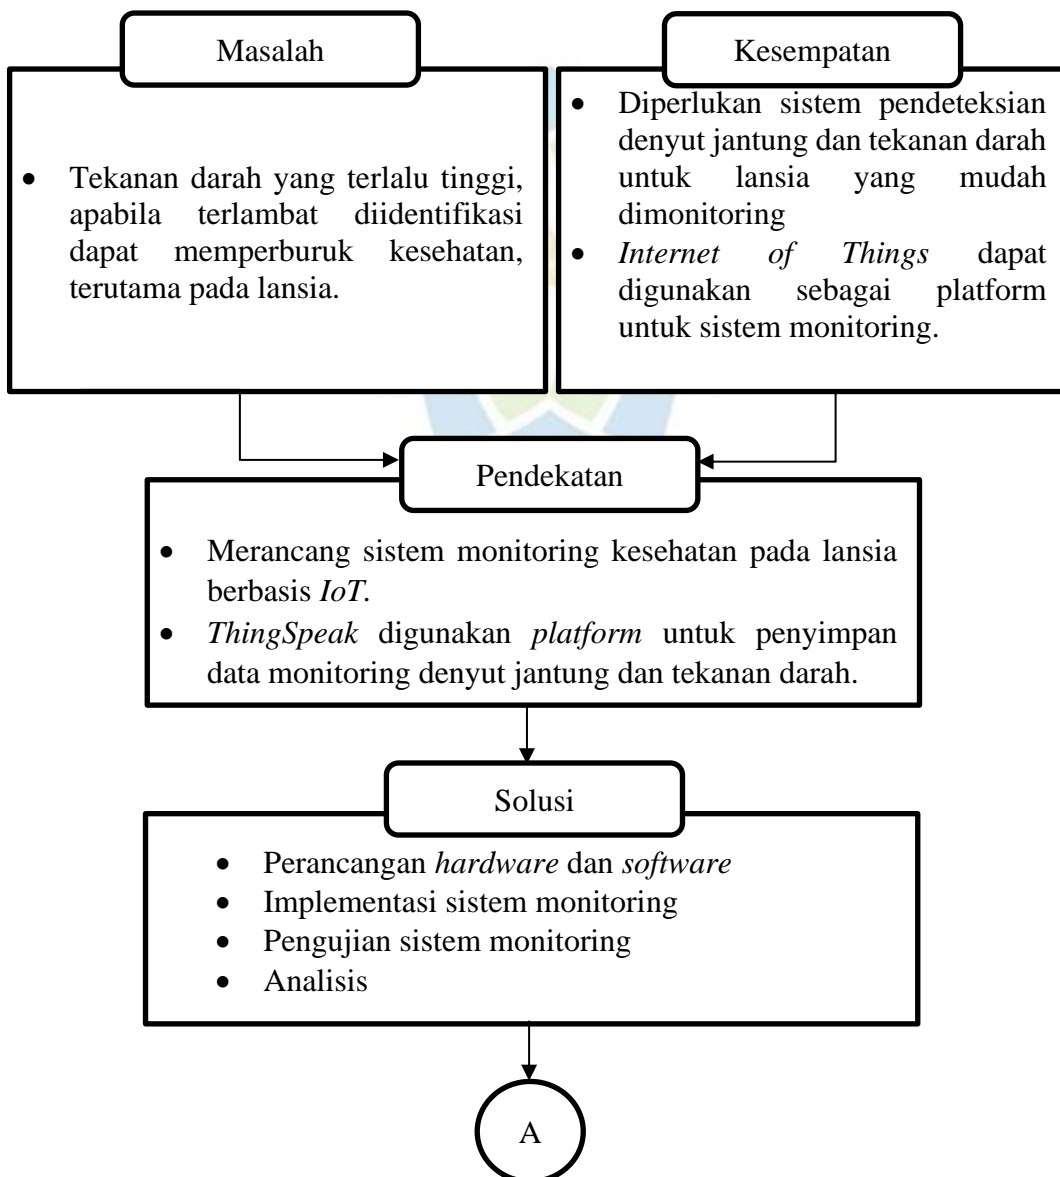 Masalah
• Tekanan darah yang terlalu tinggi,
apabila terlambat diidentifikasi
dapat memperburuk kesehatan,
terutama pada lansia.
Kesempatan
• Diperlukan sistem pendeteksian
denyut jantung dan tekanan darah
untuk lansia yang mudah
dimonitoring
• Internet of Things dapat
digunakan sebagai platform
untuk sistem monitoring.
Pendekatan
• Merancang sistem monitoring kesehatan pada lansia
berbasis IoT.
• ThingSpeak digunakan platform untuk penyimpan
data monitoring denyut jantung dan tekanan darah.
Solusi
• Perancangan hardware dan software
• Implementasi sistem monitoring
• Pengujian sistem monitoring
• Analisis
A